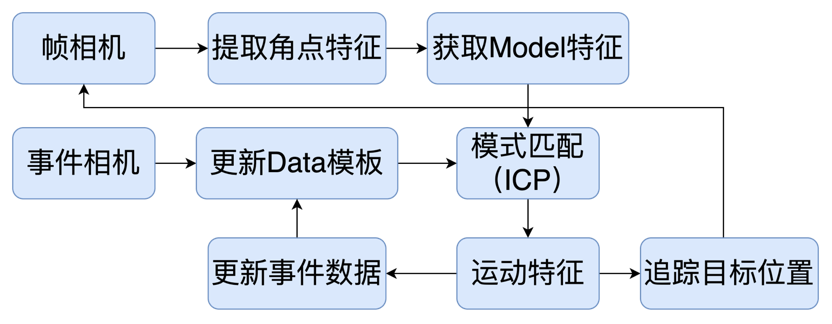 帧相机
提取角点特征
获取Model特征
事件相机
更新Data模板
模式匹配
（ICP）
更新事件数据
运动特征
追踪目标位置